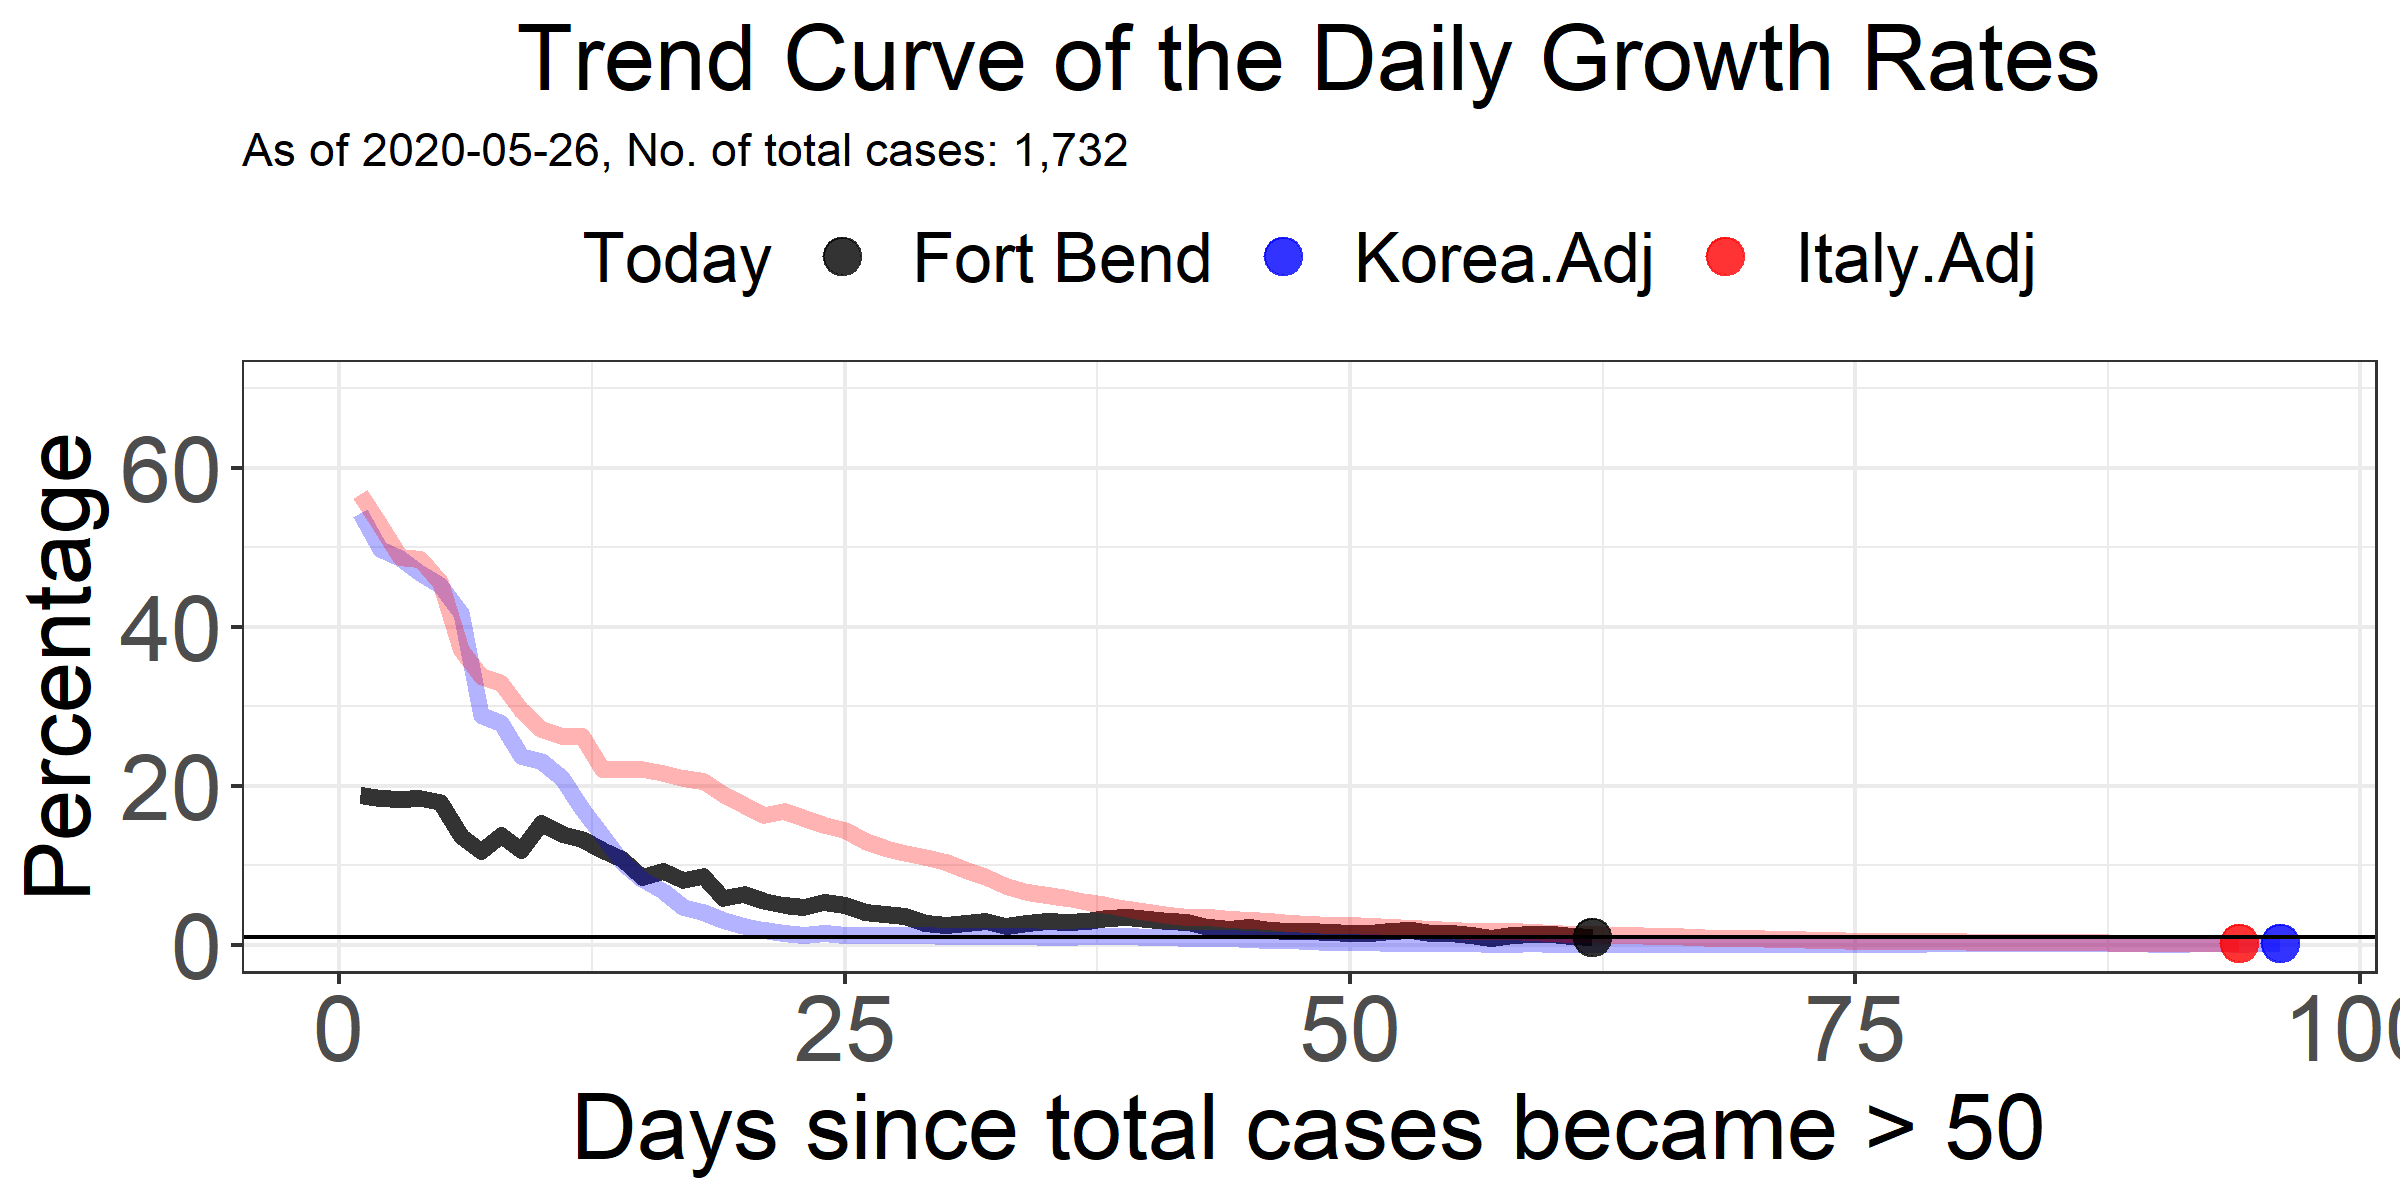 Trend Curve of the Daily Growth Rates
As of 2020-05-26, No. of total cases: 1,732
Today Fort Bend Korea.Adj Italy.Adj
Percentage
60
40
20
0
0 25 50 75 100
Days since total cases became > 50